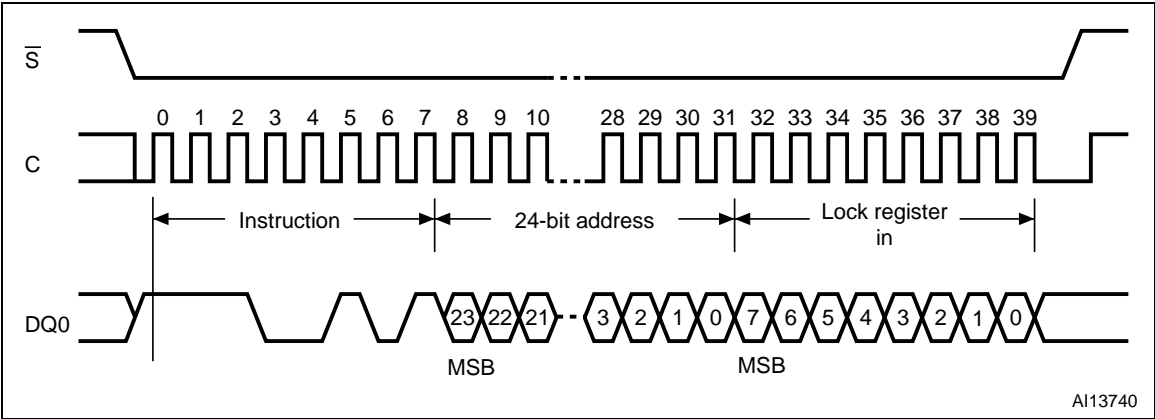 S
0 1 2 3 4 5 6 7 8 9 10 28 29 30 31 32 33 34 35 36 37 38 39
C
Instruction 24-bit address Lock register
in
DQ0 23 22 21 3 2 1 0 7 6 5 4 3 2 1 0
MSB MSB
AI13740